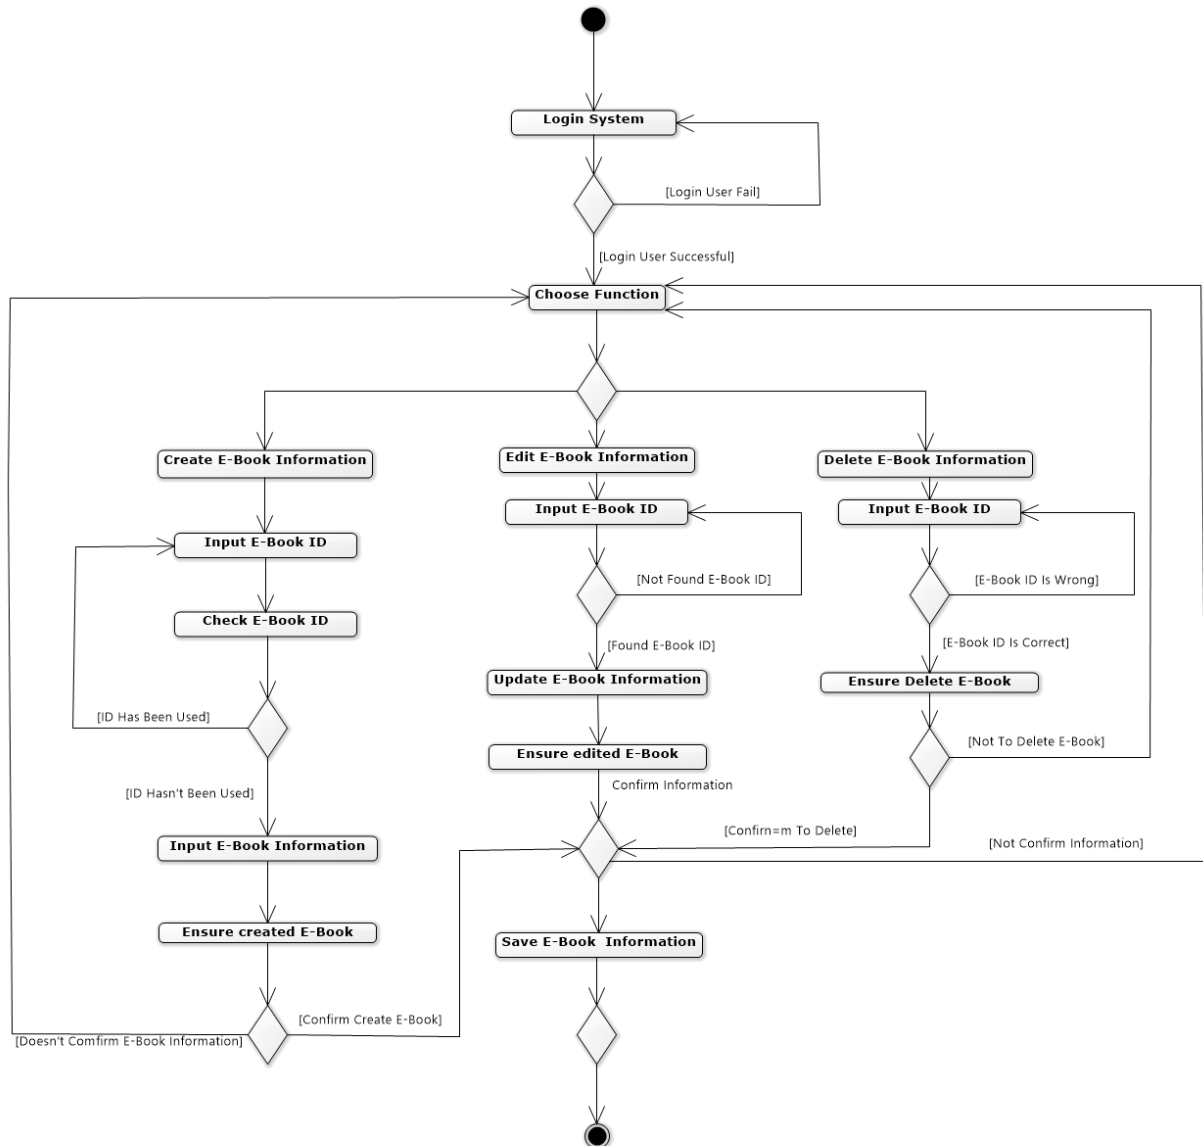 Login System
[Login User Fail]
[Login User Successful]
Choose Function
Create E-Book Information
Edit E-Book Information
Delete E-Book Information
Input E-Book ID
Input E-Book ID
Input E-Book ID
[Not Found E-Book ID]
[E-Book ID Is Wrong]
Check E-Book ID
[Found E-Book ID]
[E-Book ID Is Correct]
Update E-Book Information
Ensure Delete E-Book
[ID Has Been Used]
[Not To Delete E-Book]
Ensure edited E-Book
Confirm Information
[ID Hasn't Been Used]
[Confirn=m To Delete]
[Not Confirm Information]
Input E-Book Information
Ensure created E-Book
Save E-Book  Information
[Confirm Create E-Book]
[Doesn't Comfirm E-Book Information]